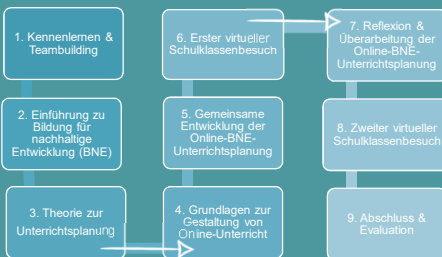 1. Kennenlernen &
Teambuilding
2. Einführung zu
Bildung für
nachhaltige
Entwicklung (BNE)
3. Theorie zur
Unterrichtsplanung
4. Grundlagen zur
Gestaltung von
Online-Unterricht
5. Gemeinsame
Entwicklung der
Online-BNE-
Unterrichtsplanung
6. Erster virtueller
Schulklassenbesuch
7. Reflexion &
Überarbeitung der
Online-BNE-
Unterrichtsplanung
8. Zweiter virtueller
Schulklassenbesuch
9. Abschluss &
Evaluation